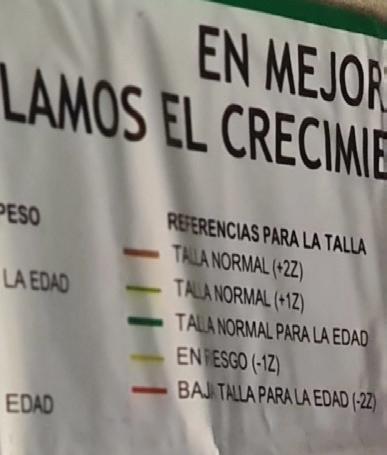 EN MEJOR
LAMOS EL CRECIMIE
PESO
REFERENCIAS PARA LA TALLA
TALLA NORMAL (+2Z)
LA EDAD
TALLA NORMAL (+1Z)
TALLA NORMAL PARA LA EDAD
EN RIESGO (-1Z)
EDAD
BAJA TALLA PARA LA EDAD (-2Z)